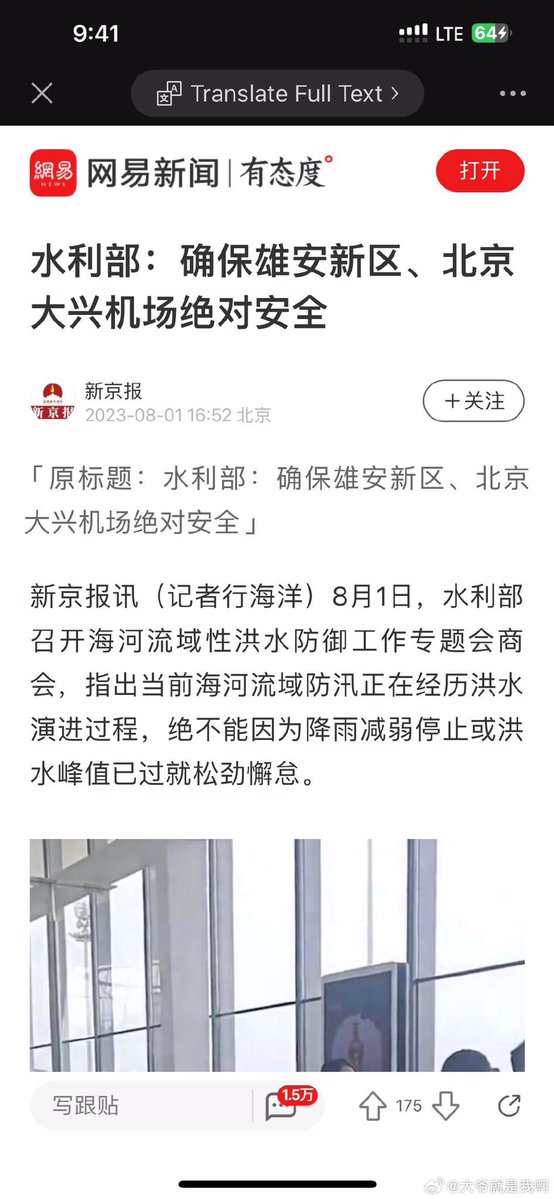 9:41
LTE 64
Translate Full Text
網易
NEWS
网易新闻|有态度°
打开
水利部：确保雄安新区、北京
大兴机场绝对安全
新京报
新京报
2023-08-01 16:52 北京
＋关注
「原标题：水利部：确保雄安新区、北京
大兴机场绝对安全」
新京报讯（记者行海洋）8月1日，水利部
召开海河流域性洪水防御工作专题会商
会，指出当前海河流域防汛正在经历洪水
演进过程，绝不能因为降雨减弱停止或洪
水峰值已过就松劲懈怠。
写跟贴
1.5万
175
@大爷就是我啊